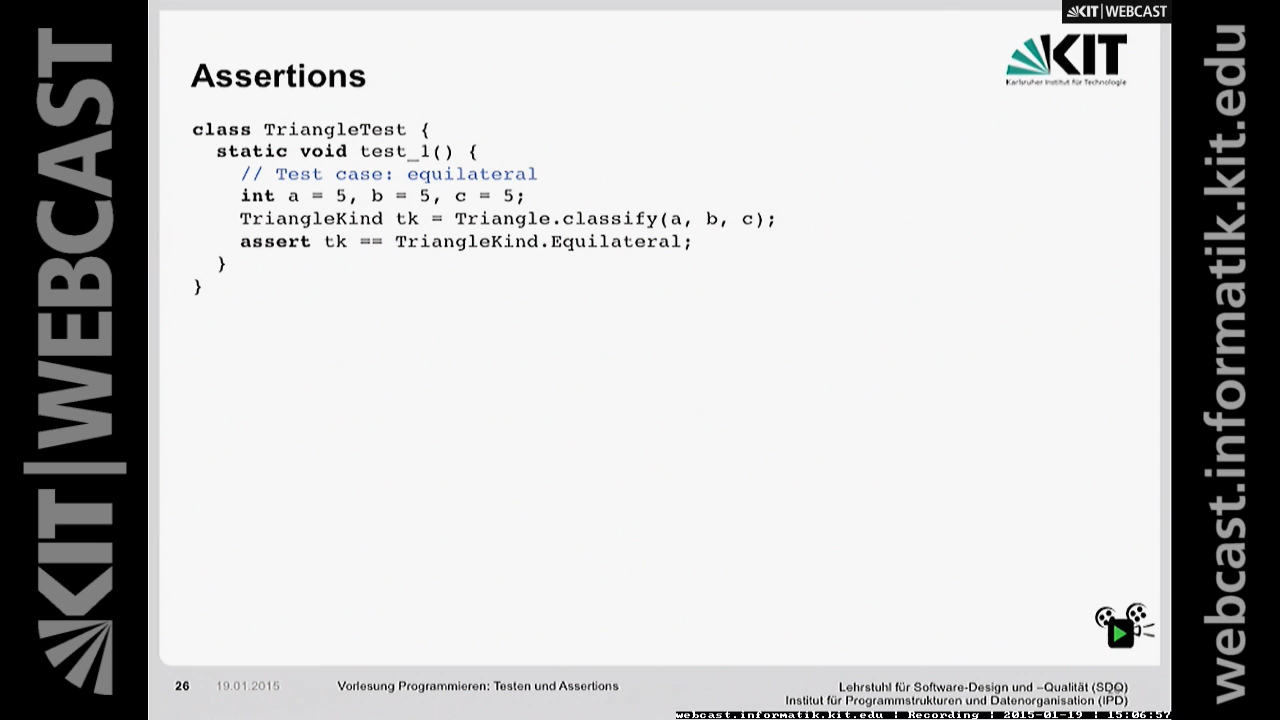 KIT|WEBCAST
KIT|WEBCAST
webcast.informatik.kit.edu
KIT
Karlsruher Institut für Technologie
Assertions
class TriangleTest {
static void test_1() {
// Test case: equilateral
int a = 5, b = 5, c = 5;
TriangleKind tk = Triangle.classify(a, b, c);
assert tk == TriangleKind.Equilateral;
}
}
26 19.01.2015 Vorlesung Programmieren: Testen und Assertions
Lehrstuhl für Software-Design und –Qualität (SDQ)
Institut für Programmstrukturen und Datenorganisation (IPD)
webcast.informatik.kit.edu | Recording | 2015-01-19 | 15:06:57